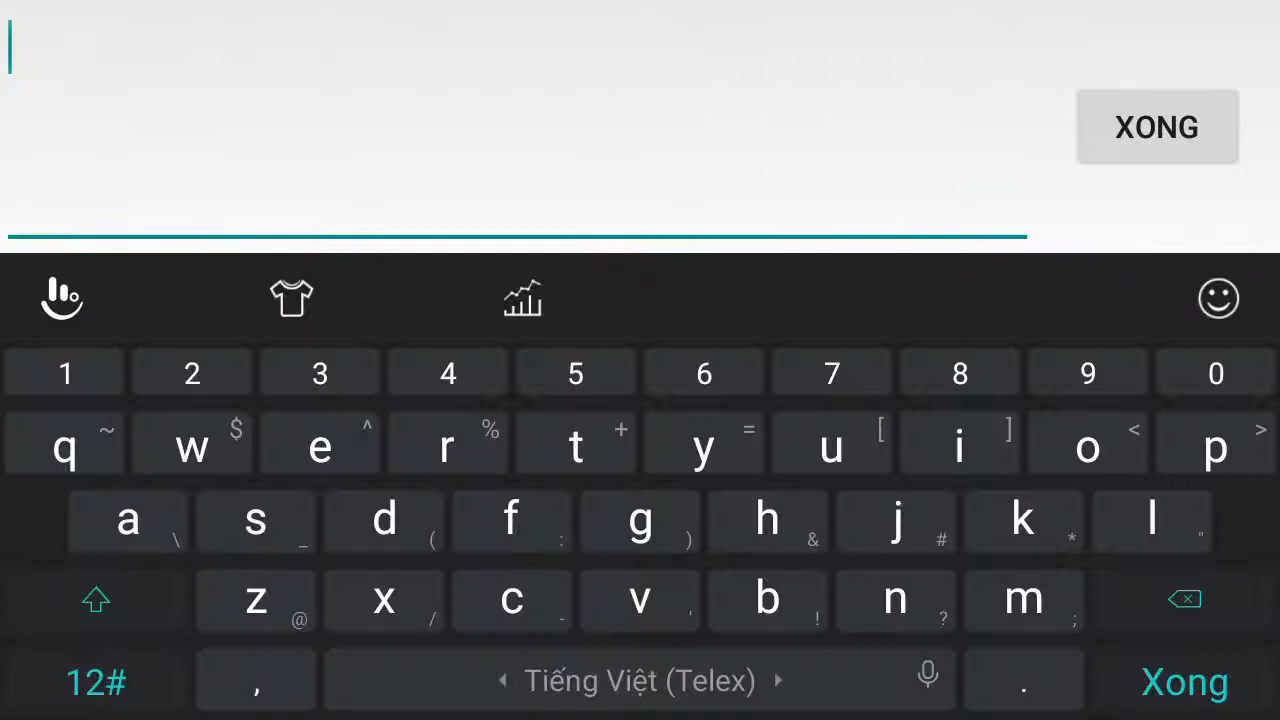 XONG
1 2 3 4 5 6 7 8 9 0
q ~ w $ e ^ r % t + y = u [ i ] o < p >
a \ s _ d ( f : g ) h & j # k * l "
z @ x / c - v ' b ! n ? m ;
12# , Tiếng Việt (Telex) . Xong